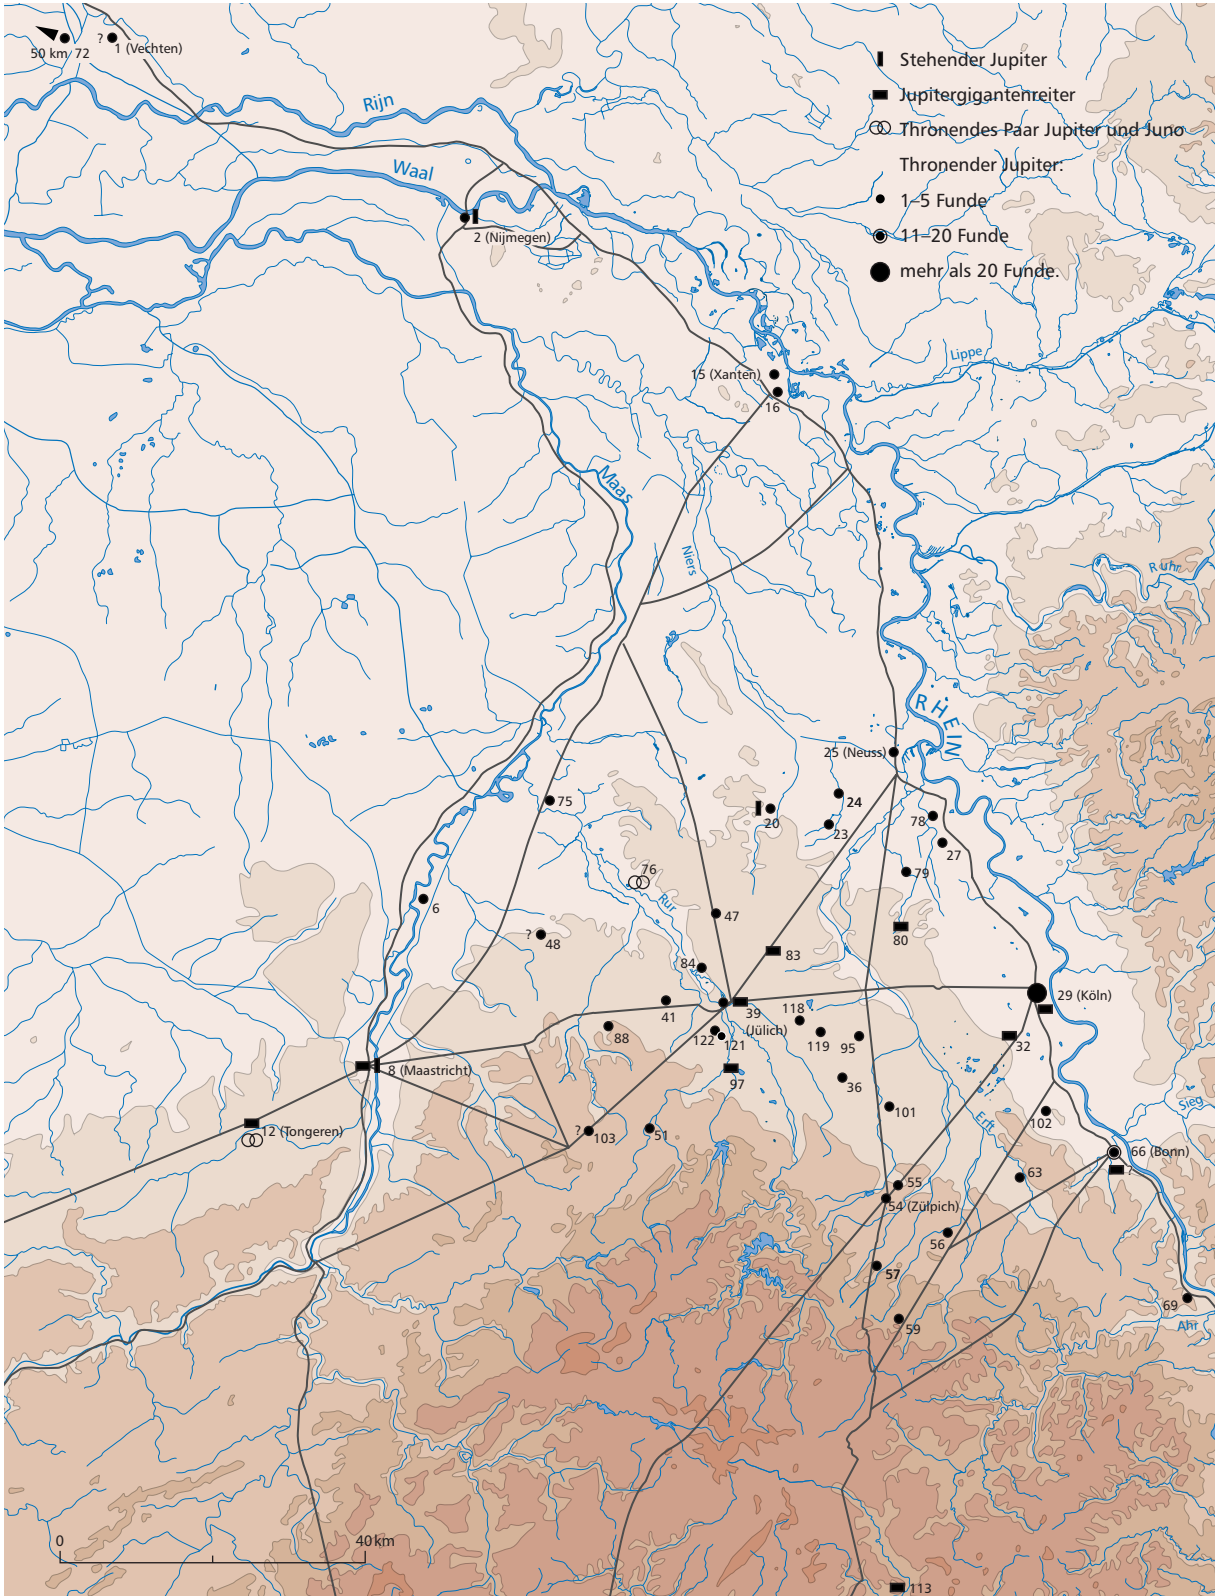 50 km 72
? 1 (Vechten)
Stehender Jupiter
Jupitergigantenreiter
Thronendes Paar Jupiter und Juno
Thronender Jupiter:
1–5 Funde
11–20 Funde
mehr als 20 Funde.
Rijn
Waal
2 (Nijmegen)
Lippe
15 (Xanten)
16
Maas
Niers
Ruhr
RHEIN
25 (Neuss)
75
20
24
23
78
27
79
76
Rur
6
47
80
? 48
83
84
29 (Köln)
41
39
(Jülich)
118
88
122
121
119
95
32
8 (Maastricht)
97
36
101
Erft
102
Sieg
12 (Tongeren)
? 103
51
66 (Bonn)
?
63
55
54 (Zülpich)
56
57
69
59
Ahr
0
40 km
113